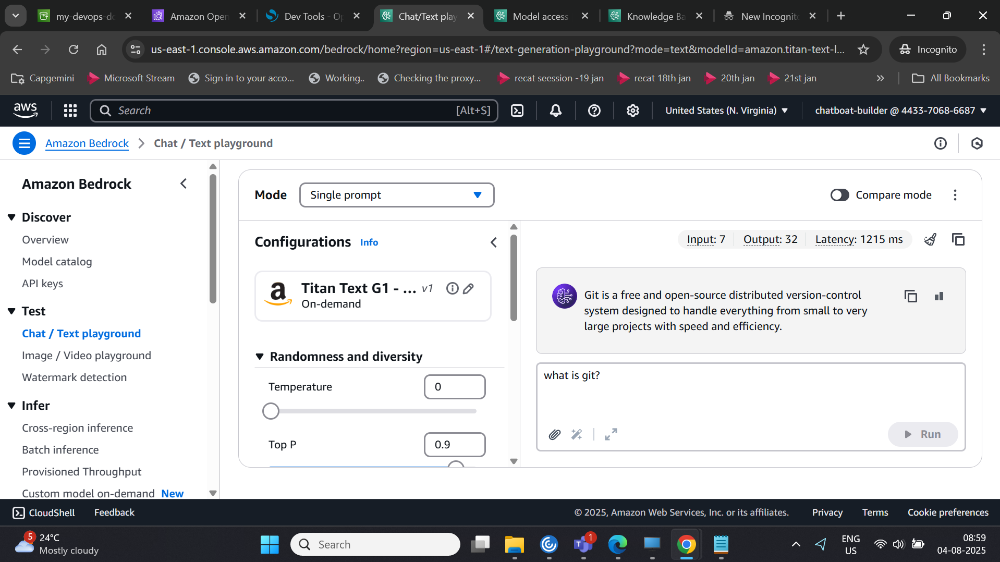 my-devops-do
Amazon Open
Dev Tools - Op
Chat/Text play
Model access
Knowledge Ba
New Incognit
us-east-1.console.aws.amazon.com/bedrock/home?region=us-east-1#/text-generation-playground?mode=text&modelId=amazon.titan-text-l...
Incognito
Capgemini
Microsoft Stream
Sign in to your acco...
Working..
Checking the proxy...
recat seession -19 jan
recat 18th jan
20th jan
21st jan
»
All Bookmarks
aws
Search
[Alt+S]
United States (N. Virginia)
chatboat-builder @ 4433-7068-6687
Amazon Bedrock
Chat / Text playground
Amazon Bedrock
Discover
Overview
Model catalog
API keys
Test
Chat / Text playground
Image / Video playground
Watermark detection
Infer
Cross-region inference
Batch inference
Provisioned Throughput
Custom model on-demand New
Mode
Single prompt
Compare mode
Configurations Info
Titan Text G1 - ... v1
On-demand
Randomness and diversity
Temperature
0
Top P
0.9
Input: 7
Output: 32
Latency: 1215 ms
Git is a free and open-source distributed version-control
system designed to handle everything from small to very
large projects with speed and efficiency.
what is git?
Run
CloudShell
Feedback
© 2025, Amazon Web Services, Inc. or its affiliates.
Privacy
Terms
Cookie preferences
5
24°C
Mostly cloudy
Search
1
ENG
US
08:59
04-08-2025